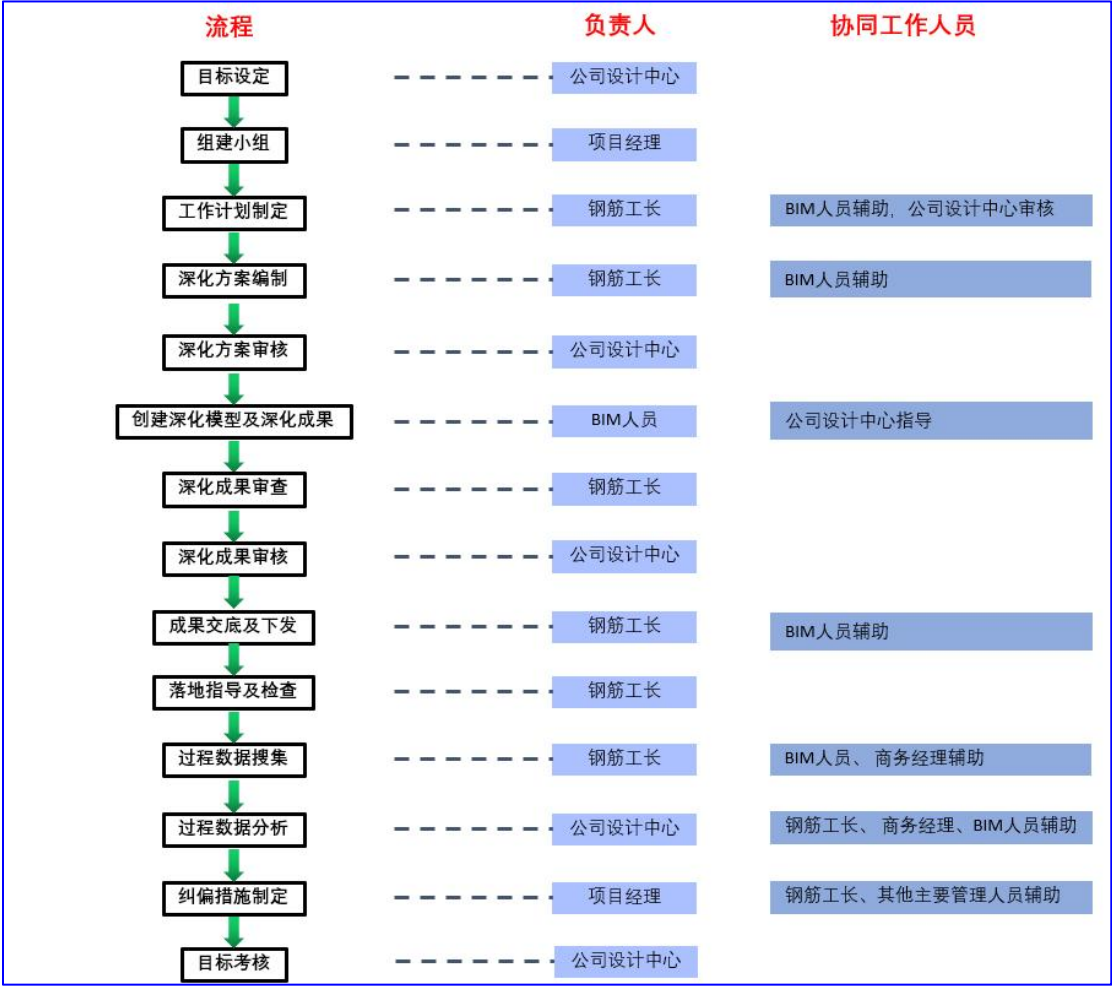 流程 负责人 协同工作人员
目标设定 公司设计中心
组建小组 项目经理
工作计划制定 钢筋工长 BIM人员辅助，公司设计中心审核
深化方案编制 钢筋工长 BIM人员辅助
深化方案审核 公司设计中心
创建深化模型及深化成果 BIM人员 公司设计中心指导
深化成果审查 钢筋工长
深化成果审核 公司设计中心
成果交底及下发 钢筋工长 BIM人员辅助
落地指导及检查 钢筋工长
过程数据搜集 钢筋工长 BIM人员、商务经理辅助
过程数据分析 公司设计中心 钢筋工长、商务经理、BIM人员辅助
纠偏措施制定 项目经理 钢筋工长、其他主要管理人员辅助
目标考核 公司设计中心